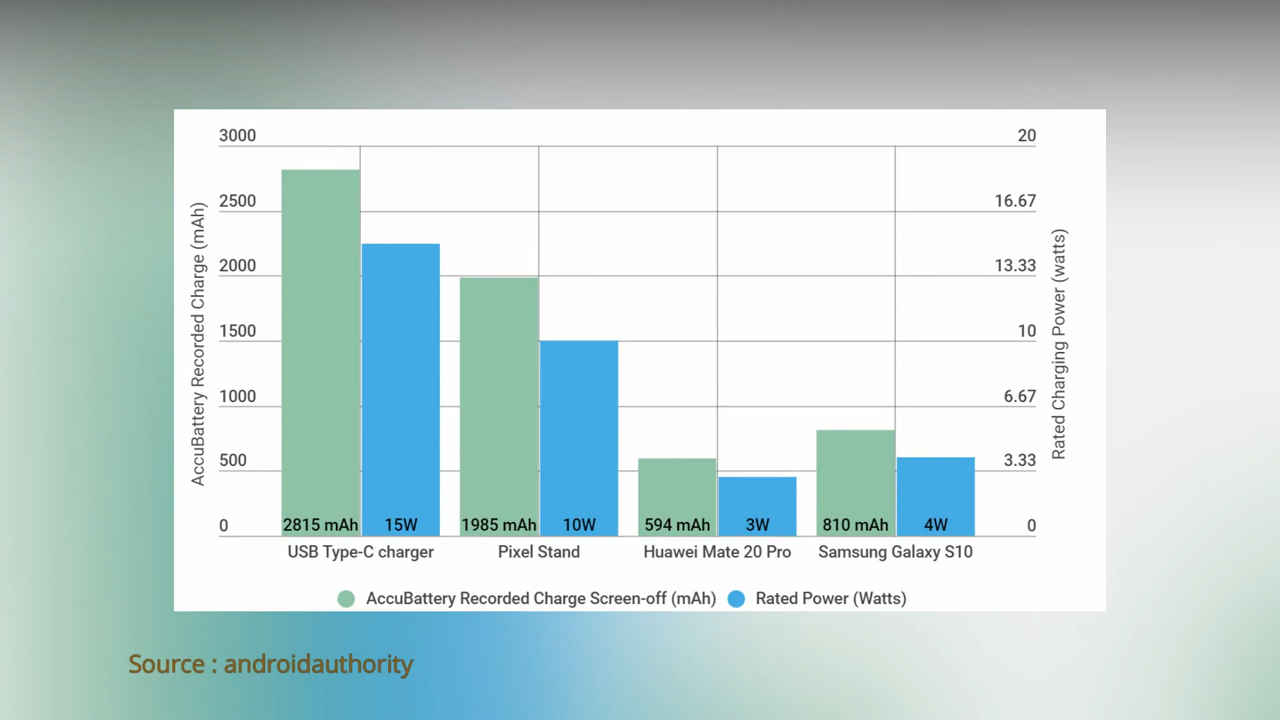 3000
2500
2000
1500
1000
500
0
AccuBattery Recorded Charge (mAh)
20
16.67
13.33
10
6.67
3.33
0
Rated Charging Power (watts)
2815 mAh 15W 1985 mAh 10W 594 mAh 3W 810 mAh 4W
USB Type-C charger Pixel Stand Huawei Mate 20 Pro Samsung Galaxy S10
AccuBattery Recorded Charge Screen-off (mAh) Rated Power (Watts)
Source : androidauthority